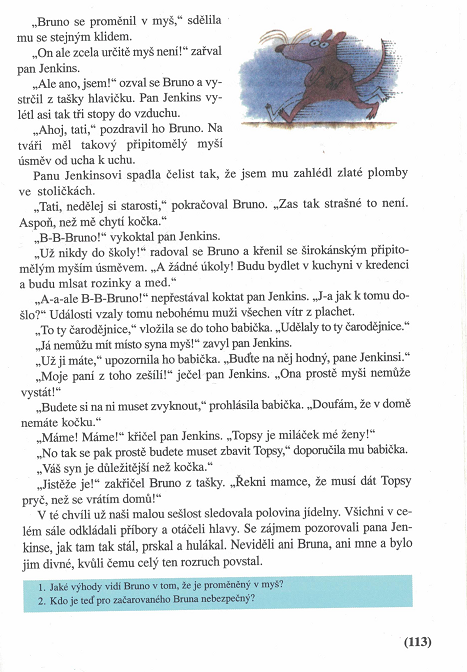 „Bruno se proměnil v myš,“ sdělila
mu se stejným klidem.
„On ale zcela určitě myš není!“ zařval
pan Jenkins.
„Ale ano, jsem!“ ozval se Bruno a vy-
strčil z tašky hlavičku. Pan Jenkins vy-
létl asi tak tři stopy do vzduchu.
„Ahoj, tati,“ pozdravil ho Bruno. Na
tváři měl takový připitomělý myší
úsměv od ucha k uchu.
Panu Jenkinsovi spadla čelist tak, že jsem mu zahlédl zlaté plomby
ve stoličkách.
„Tati, nedělej si starosti,“ pokračoval Bruno. „Zas tak strašné to není.
Aspoň, než mě chytí kočka.“
„B-B-Bruno!“ vykoktal pan Jenkins.
„Už nikdy do školy!“ radoval se Bruno a křenil se širokánským připito-
mělým myším úsměvem. „A žádné úkoly! Budu bydlet v kuchyni v kredenci
a budu mlsat rozinky a med.“
„A-a-ale B-B-Bruno!“ nepřestával koktat pan Jenkins. „J-a jak k tomu do-
šlo?“ Události vzaly tomu nebohému muži všechen vítr z plachet.
„To ty čarodějnice,“ vložila se do toho babička. „Udělaly to ty čarodějnice.“
„Já nemůžu mít místo syna myš!“ zavyl pan Jenkins.
„Už ji máte,“ upozornila ho babička. „Buďte na něj hodný, pane Jenkinsi.“
„Moje paní z toho zešílí!“ ječel pan Jenkins. „Ona prostě myši nemůže
vystát!“
„Budete si na ni muset zvyknout,“ prohlásila babička. „Doufám, že v domě
nemáte kočku.“
„Máme! Máme!“ křičel pan Jenkins. „Topsy je miláček mé ženy!“
„No tak se pak prostě budete muset zbavit Topsy,“ doporučila mu babička.
„Váš syn je důležitější než kočka.“
„Jistěže je!“ zakřičel Bruno z tašky. „Řekni mamce, že musí dát Topsy
pryč, než se vrátím domů!“
V té chvíli už naši malou sestavu sledovala polovina jídelny. Všichni v ce-
lém sále odkládali příbory a otáčeli hlavy. Se zájmem pozorovali pana Jen-
kinse, jak tam tak stál, prskal a hulákal. Neviděli ani Bruna, ani mne a bylo
jim divné, kvůli čemu celý ten rozruch povstal.
1. Jaké výhody vidí Bruno v tom, že je proměněný v myš?
2. Kdo je teď pro začarovaného Bruna nebezpečný?
(113)